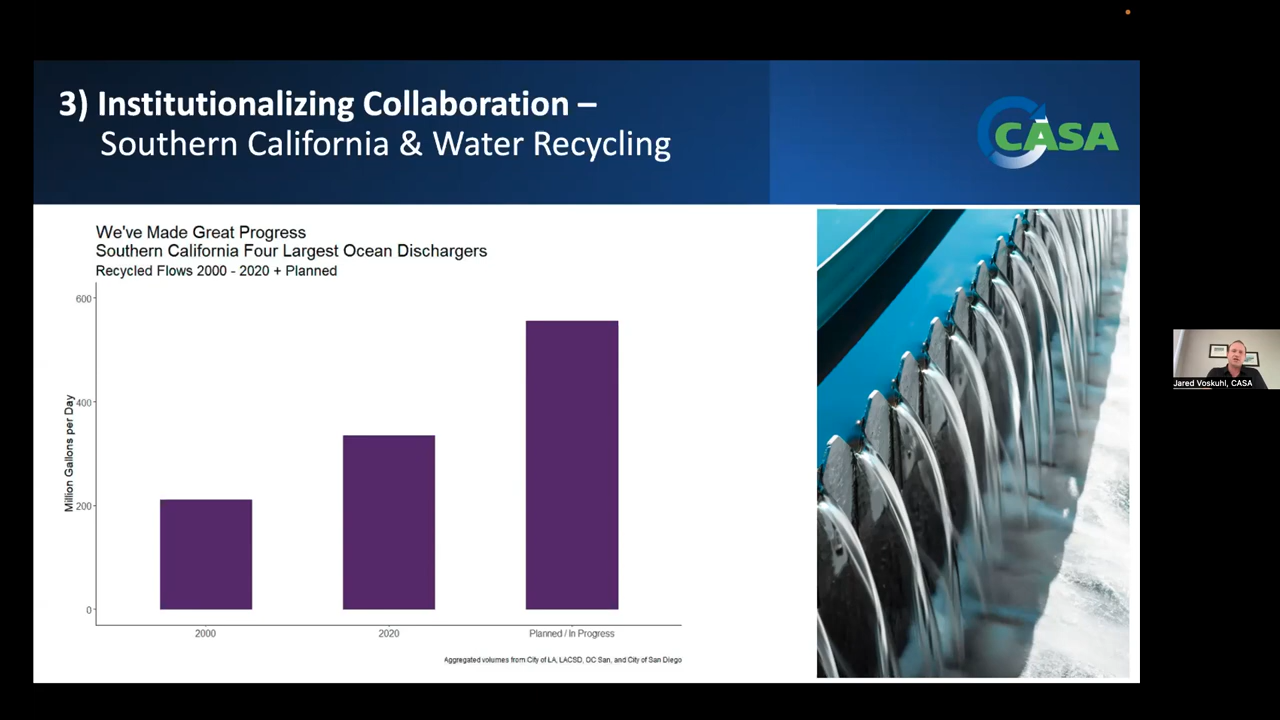 3) Institutionalizing Collaboration –
Southern California & Water Recycling
CASA
We've Made Great Progress
Southern California Four Largest Ocean Dischargers
Recycled Flows 2000 - 2020 + Planned
Million Gallons per Day
600
400
200
0
2000
2020
Planned / In Progress
Aggregated volumes from City of LA, LACSD, OC San, and City of San Diego
Jared Voskuhl, CASA